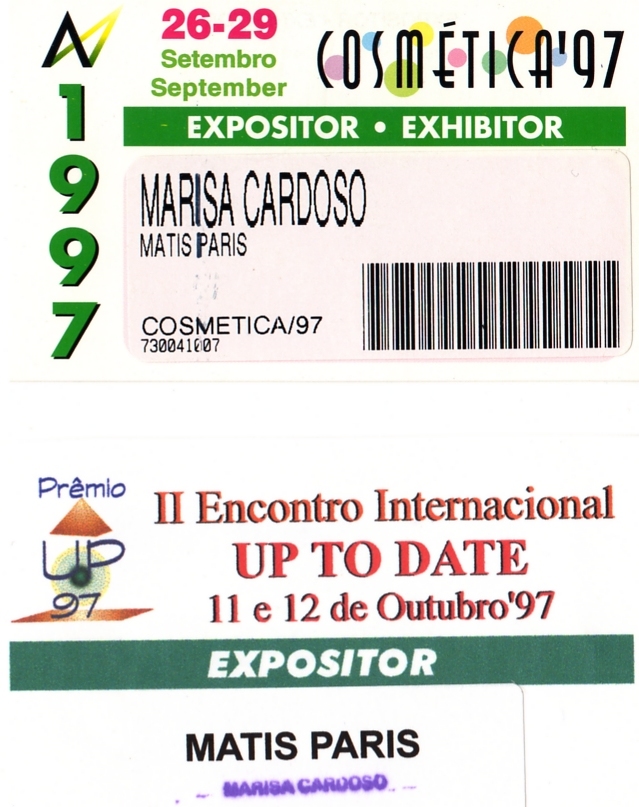 26-29
Setembro
September
COSMÉTICA'97
1997
EXPOSITOR • EXHIBITOR
MARISA CARDOSO
MATIS PARIS
COSMETICA/97
730041007
Prêmio
UP
97
II Encontro Internacional
UP TO DATE
11 e 12 de Outubro'97
EXPOSITOR
MATIS PARIS
MARISA CARDOSO